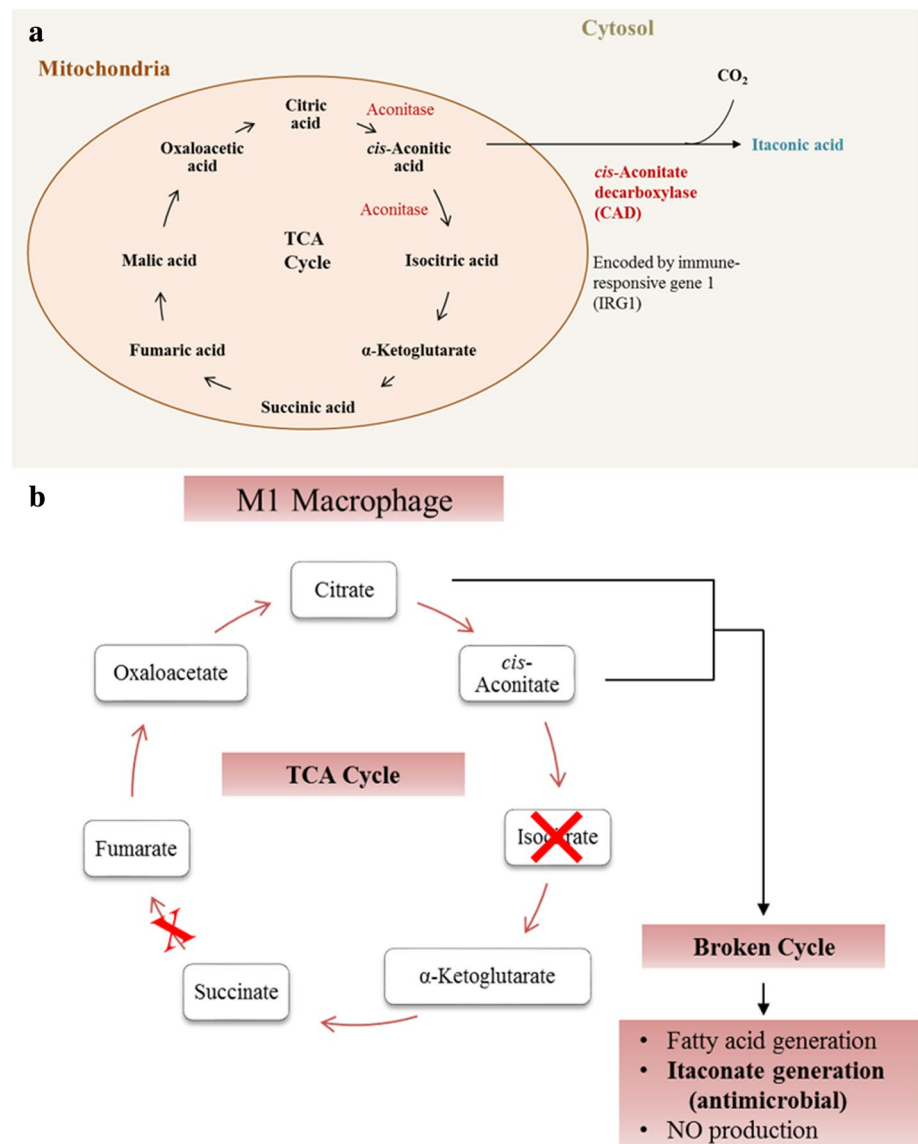 a
Cytosol
Mitochondria
CO2
Citric
acid
Aconitase
Oxaloacetic
acid
cis-Aconitic
acid
Itaconic acid
cis-Aconitate
decarboxylase
(CAD)
Aconitase
TCA
Cycle
Malic acid
Isocitric acid
Encoded by immune-
responsive gene 1
(IRG1)
Fumaric acid
α-Ketoglutarate
Succinic acid
b
M1 Macrophage
Citrate
Oxaloacetate
cis-
Aconitate
TCA Cycle
Fumarate
Isocitrate
Broken Cycle
α-Ketoglutarate
Succinate
• Fatty acid generation
• Itaconate generation
(antimicrobial)
• NO production